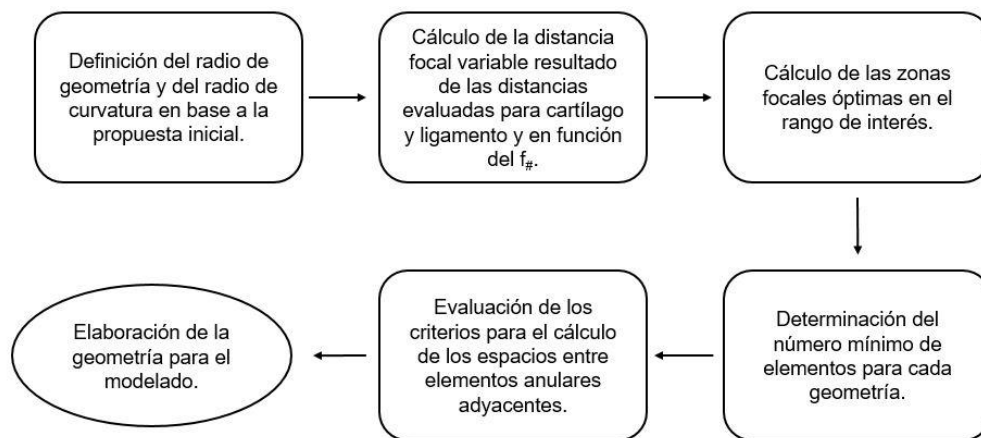 Definición del radio de
geometría y del radio de
curvatura en base a la
propuesta inicial.
Cálculo de la distancia
focal variable resultado
de las distancias
evaluadas para cartílago
y ligamento y en función
del f#.
Cálculo de las zonas
focales óptimas en el
rango de interés.
Determinación del
número mínimo de
elementos para cada
geometría.
Evaluación de los
criterios para el cálculo
de los espacios entre
elementos anulares
adyacentes.
Elaboración de la
geometría para el
modelado.